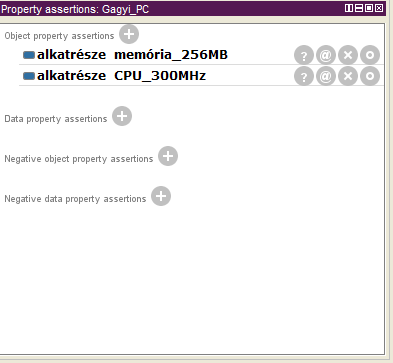 Property assertions: Gagyi_PC
Object property assertions
alkatrésze memória_256MB
alkatrésze CPU_300MHz
Data property assertions
Negative object property assertions
Negative data property assertions